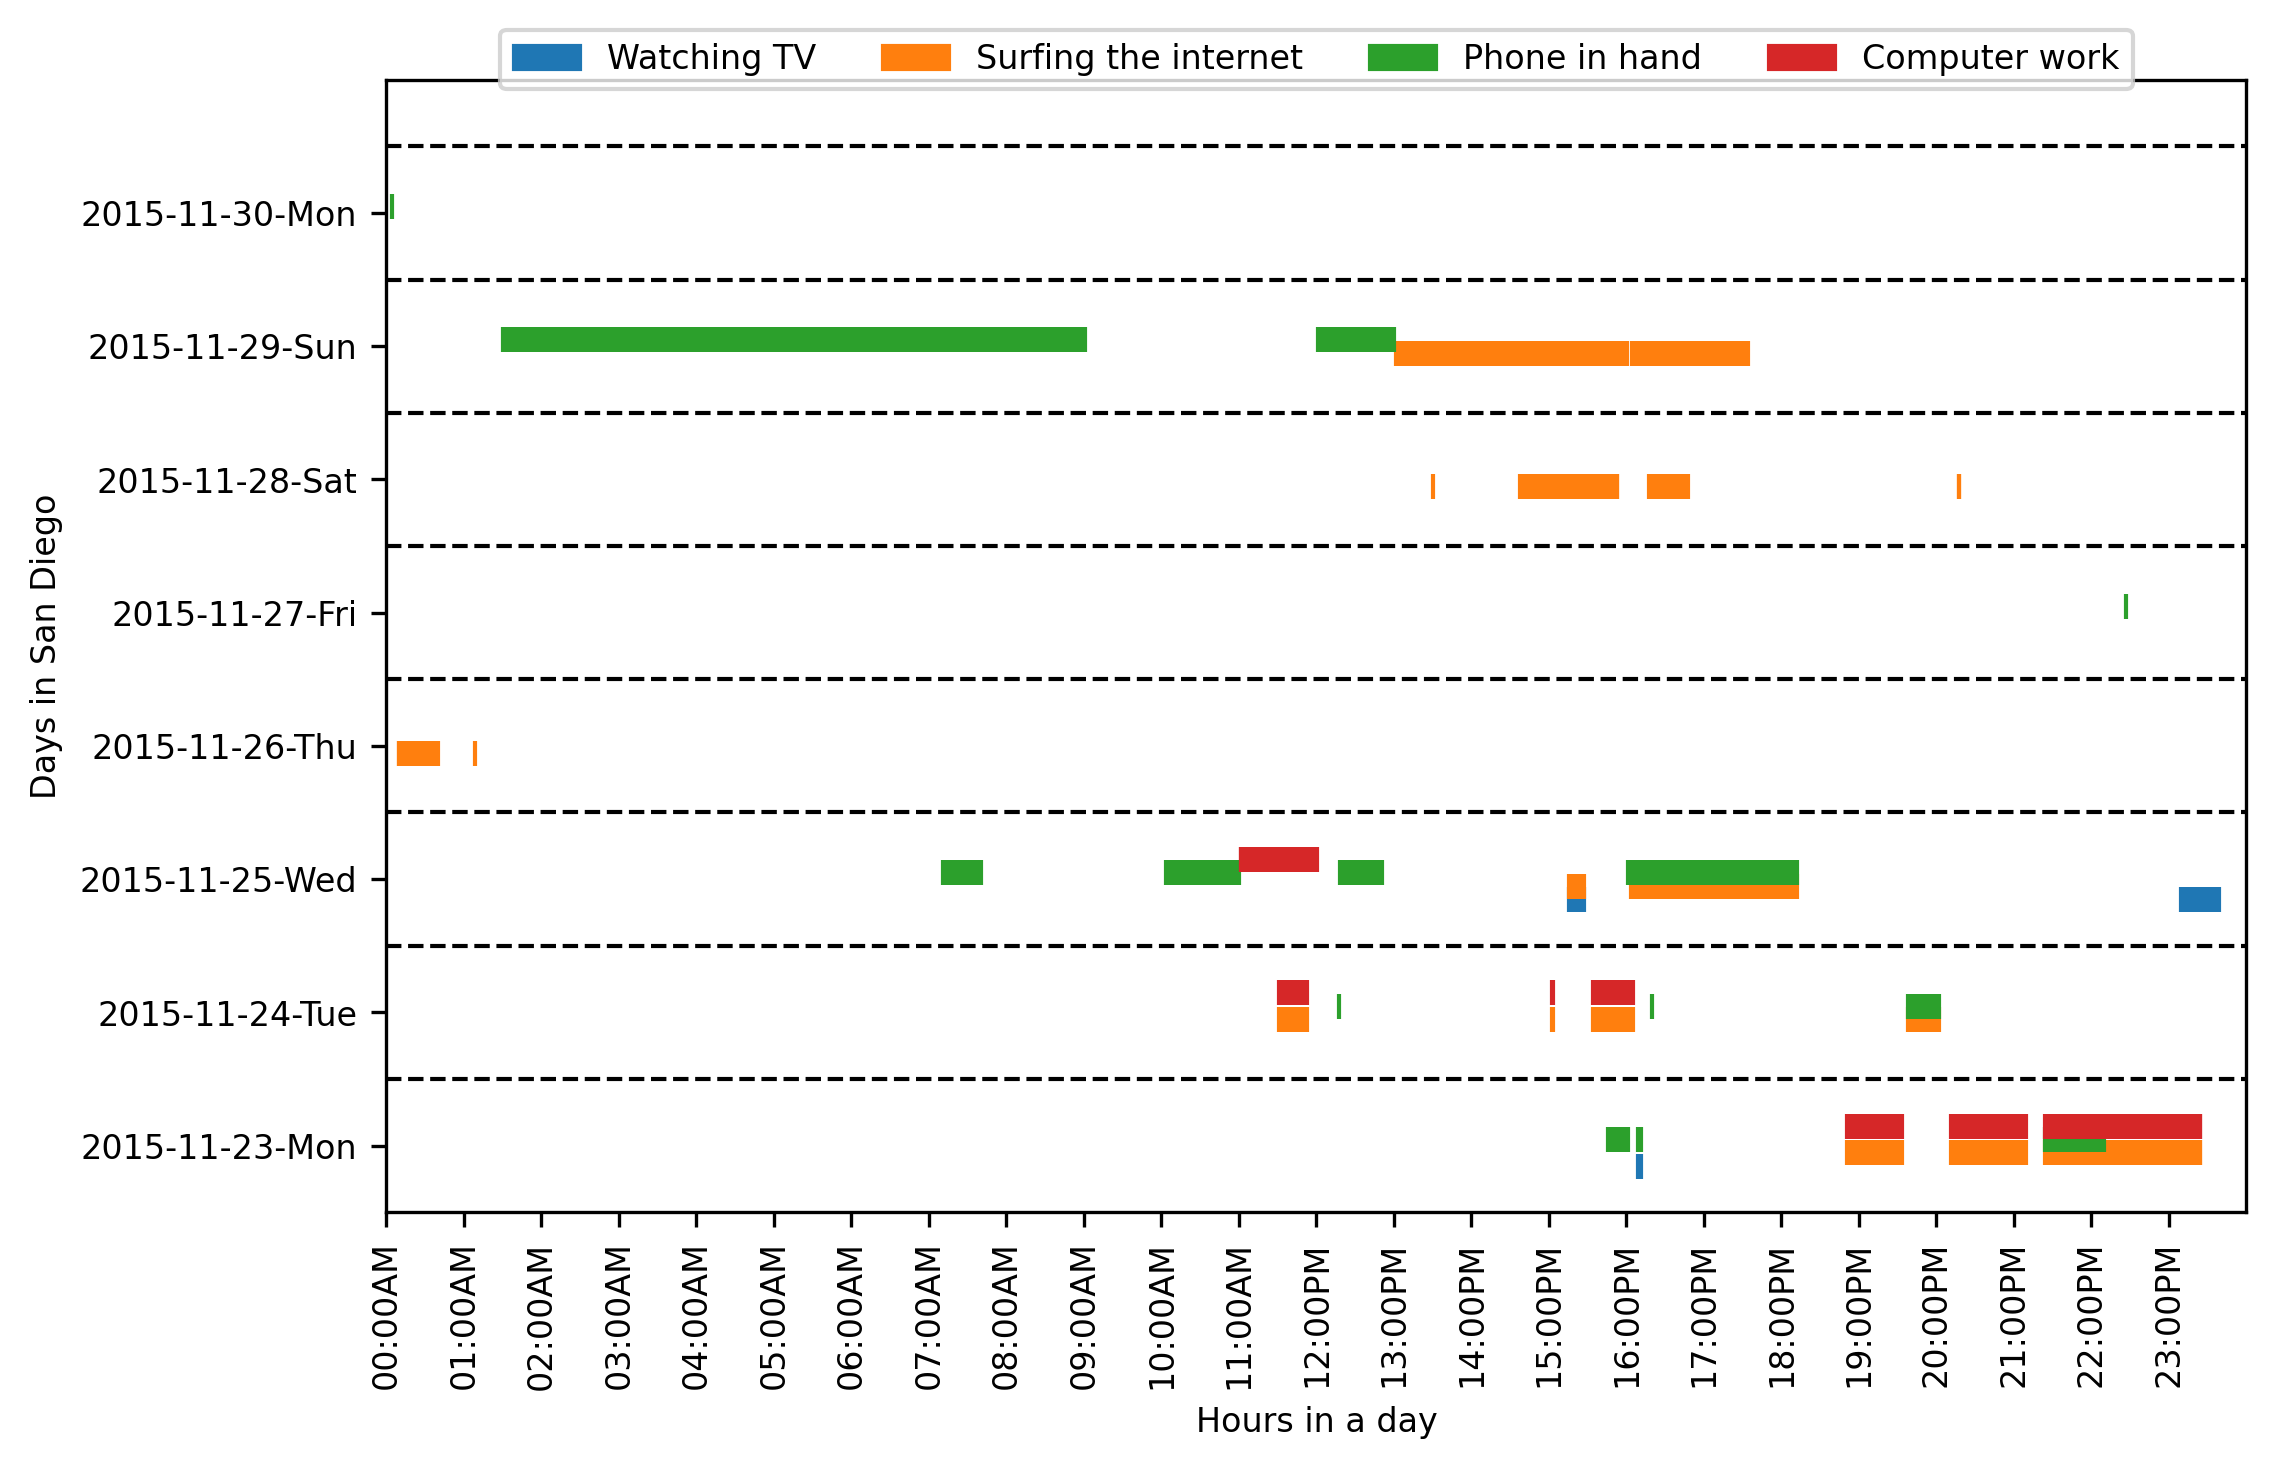 Watching TV Surfing the internet Phone in hand Computer work
2015-11-30-Mon
2015-11-29-Sun
2015-11-28-Sat
2015-11-27-Fri
2015-11-26-Thu
2015-11-25-Wed
2015-11-24-Tue
2015-11-23-Mon
Days in San Diego
00:00AM
01:00AM
02:00AM
03:00AM
04:00AM
05:00AM
06:00AM
07:00AM
08:00AM
09:00AM
10:00AM
11:00AM
12:00PM
13:00PM
14:00PM
15:00PM
16:00PM
17:00PM
18:00PM
19:00PM
20:00PM
21:00PM
22:00PM
23:00PM
Hours in a day